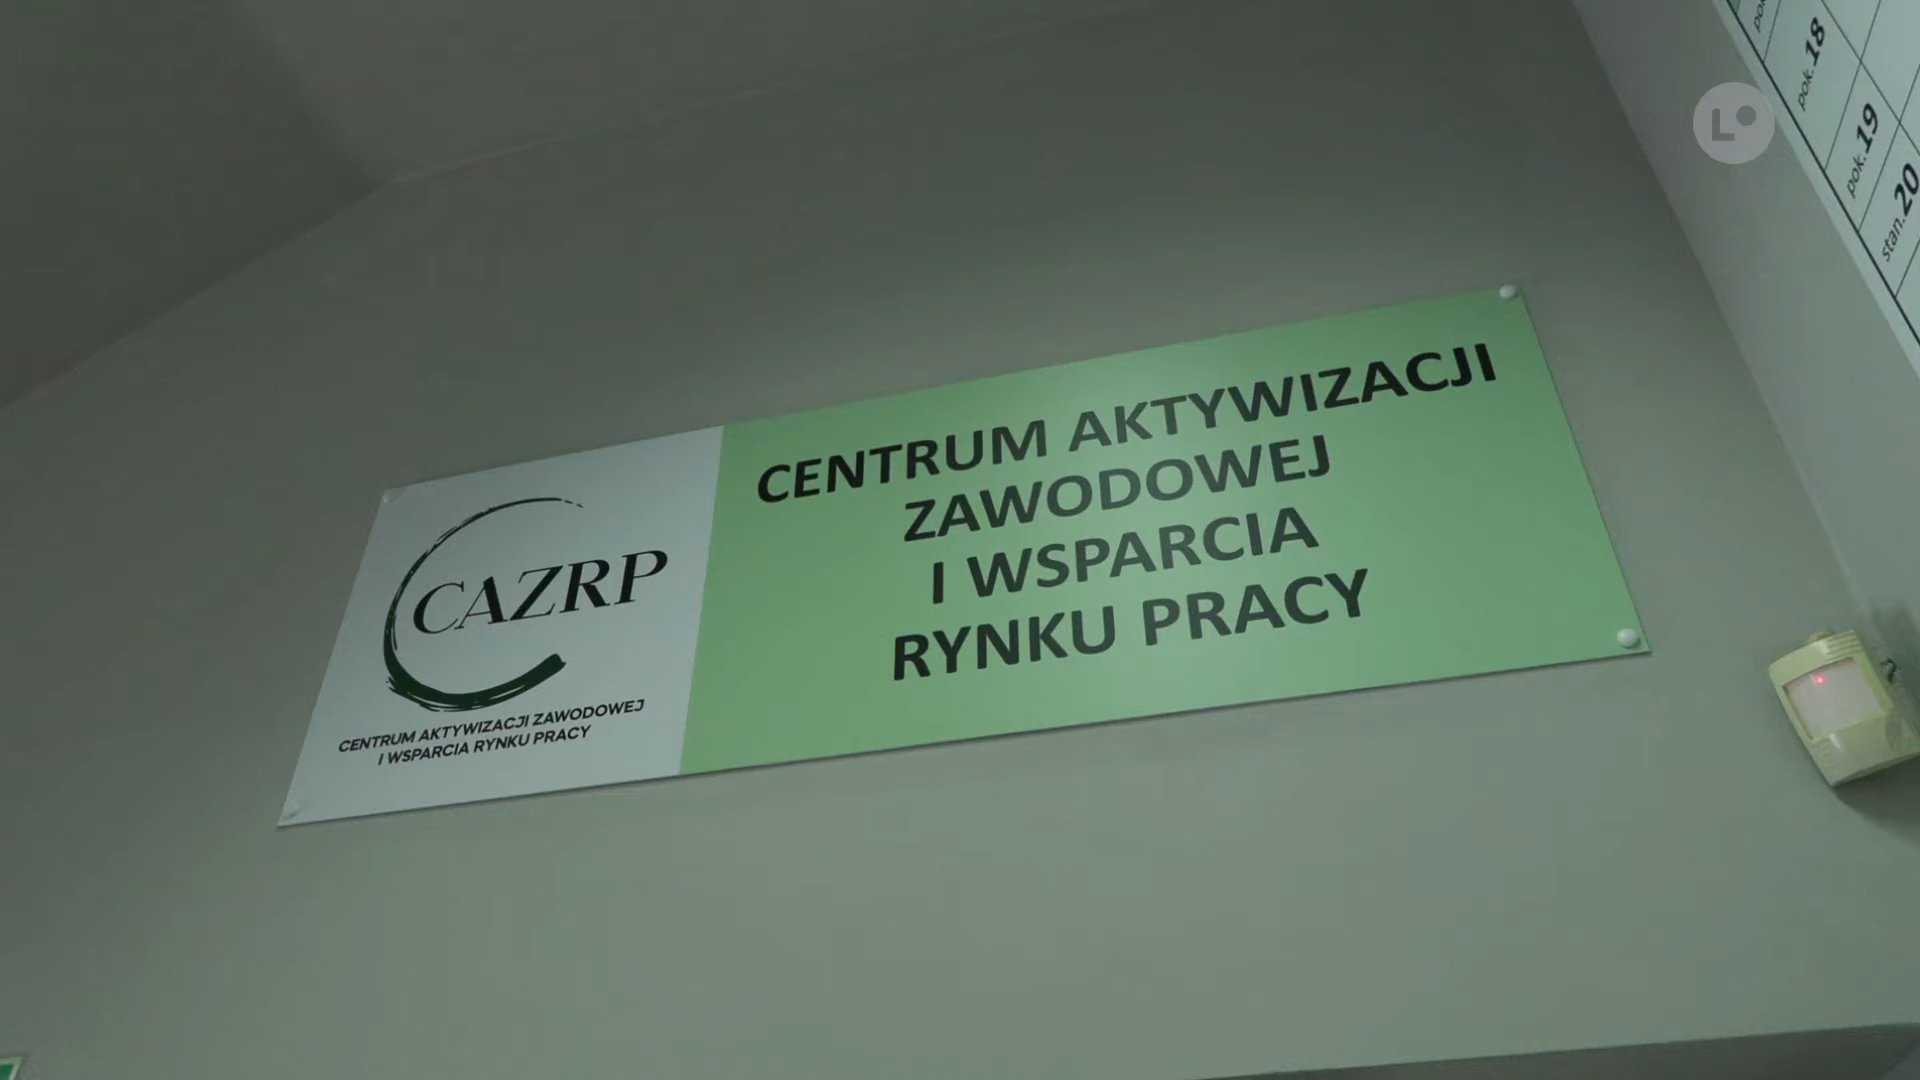 CAZRP
CENTRUM AKTYWIZACJI ZAWODOWEJ
I WSPARCIA RYNKU PRACY
CENTRUM AKTYWIZACJI
ZAWODOWEJ
I WSPARCIA
RYNKU PRACY
pok.18
pok.19
stan.20
LO